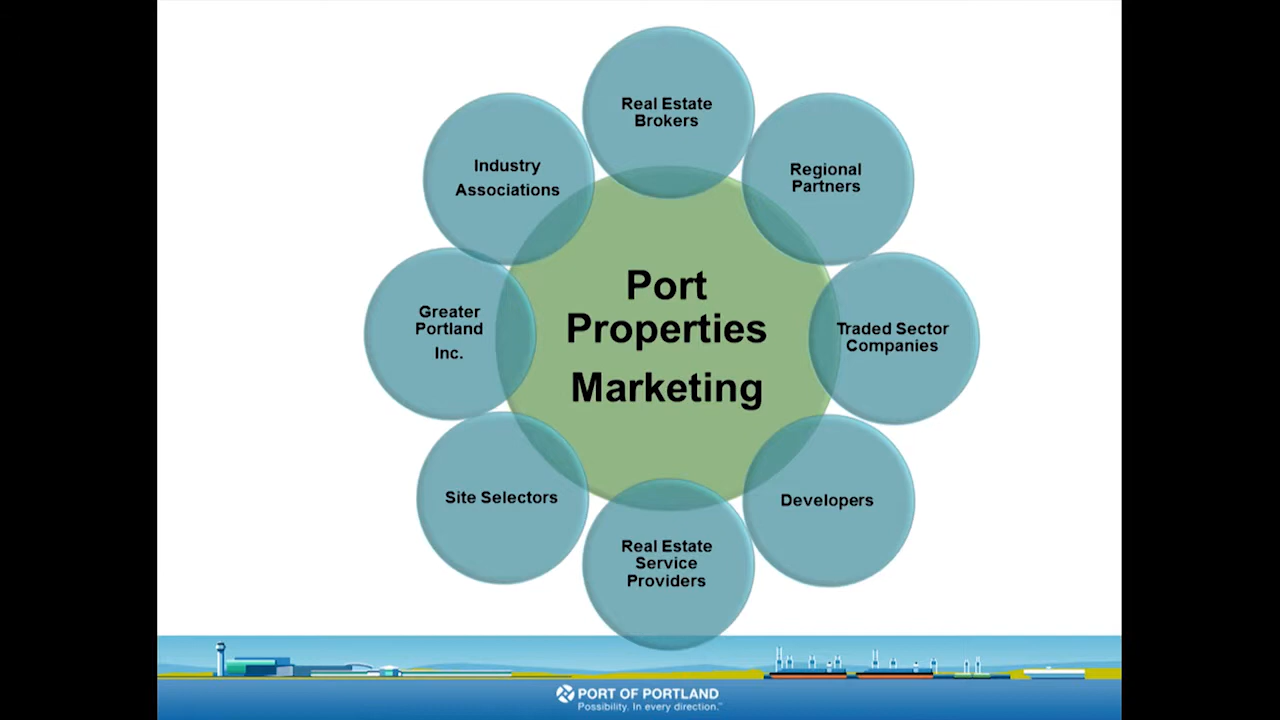 Real Estate
Brokers
Industry
Associations
Regional
Partners
Port
Properties
Marketing
Greater
Portland
Inc.
Traded Sector
Companies
Site Selectors
Developers
Real Estate
Service
Providers
PORT OF PORTLAND
Possibility. In every direction.™